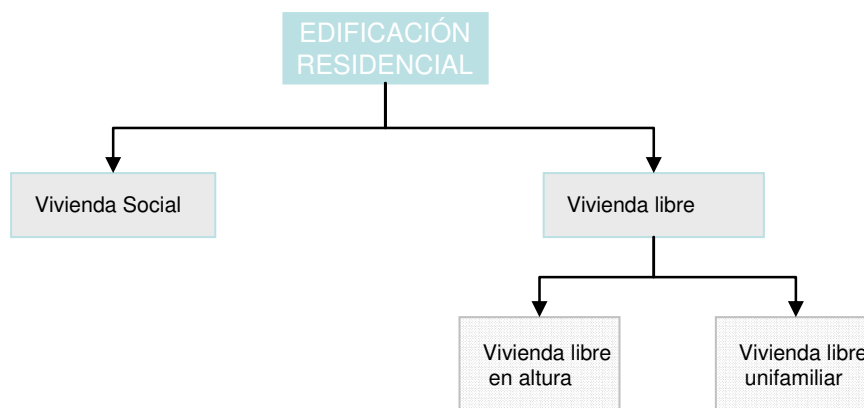 EDIFICACIÓN
RESIDENCIAL
Vivienda Social
Vivienda libre
Vivienda libre
en altura
Vivienda libre
unifamiliar